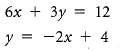 6x + 3y = 12
y = −2x + 4